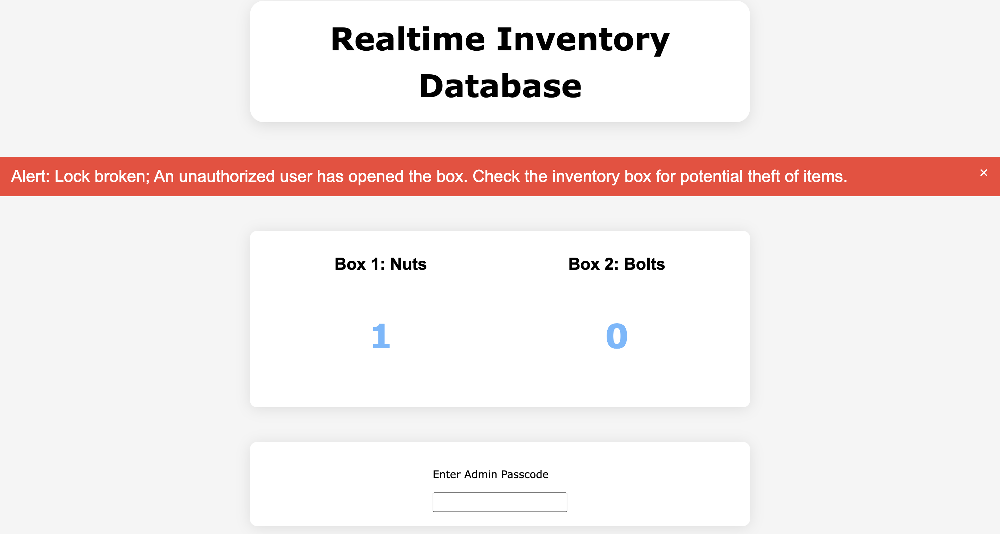 Realtime Inventory
Database
Alert: Lock broken; An unauthorized user has opened the box. Check the inventory box for potential theft of items.
×
Box 1: Nuts
Box 2: Bolts
1
0
Enter Admin Passcode